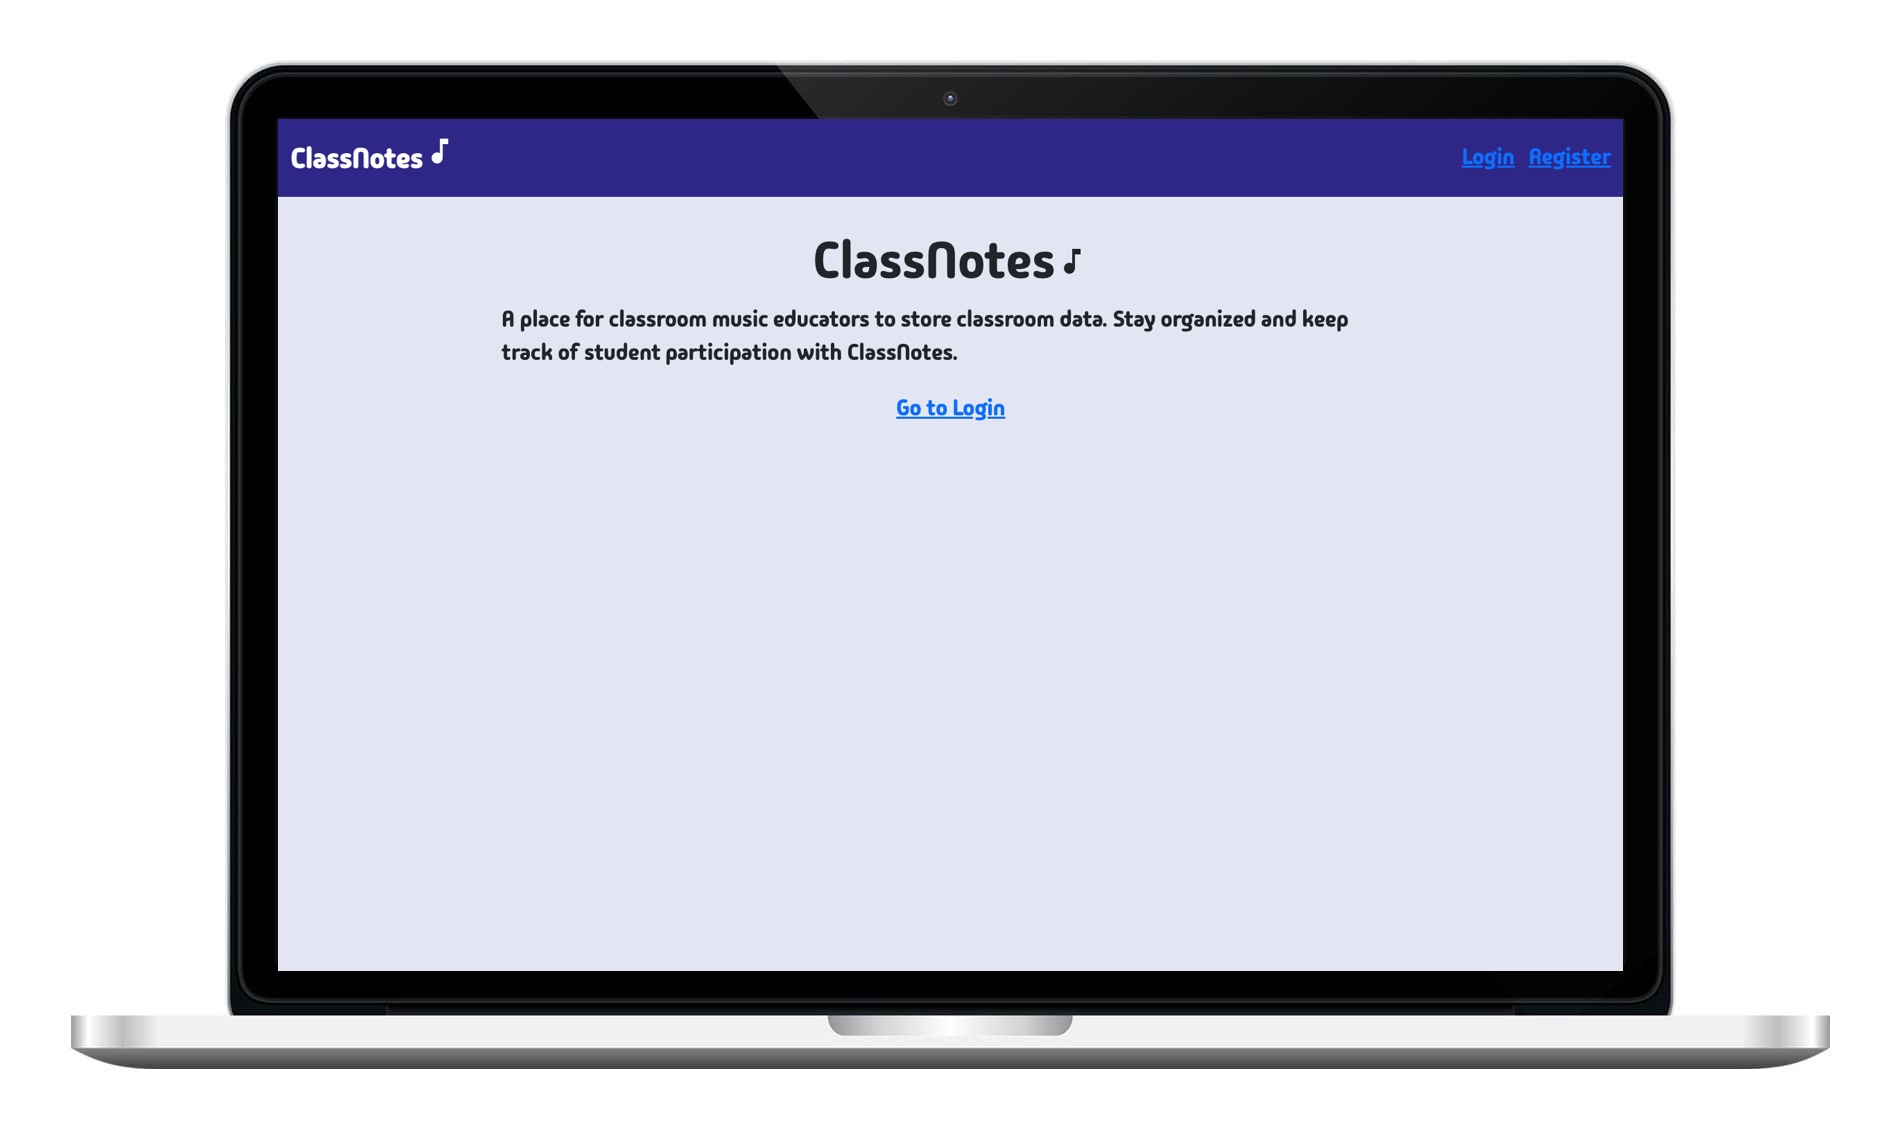 ClassNotes
Login Register
ClassNotes
A place for classroom music educators to store classroom data. Stay organized and keep
track of student participation with ClassNotes.
Go to Login